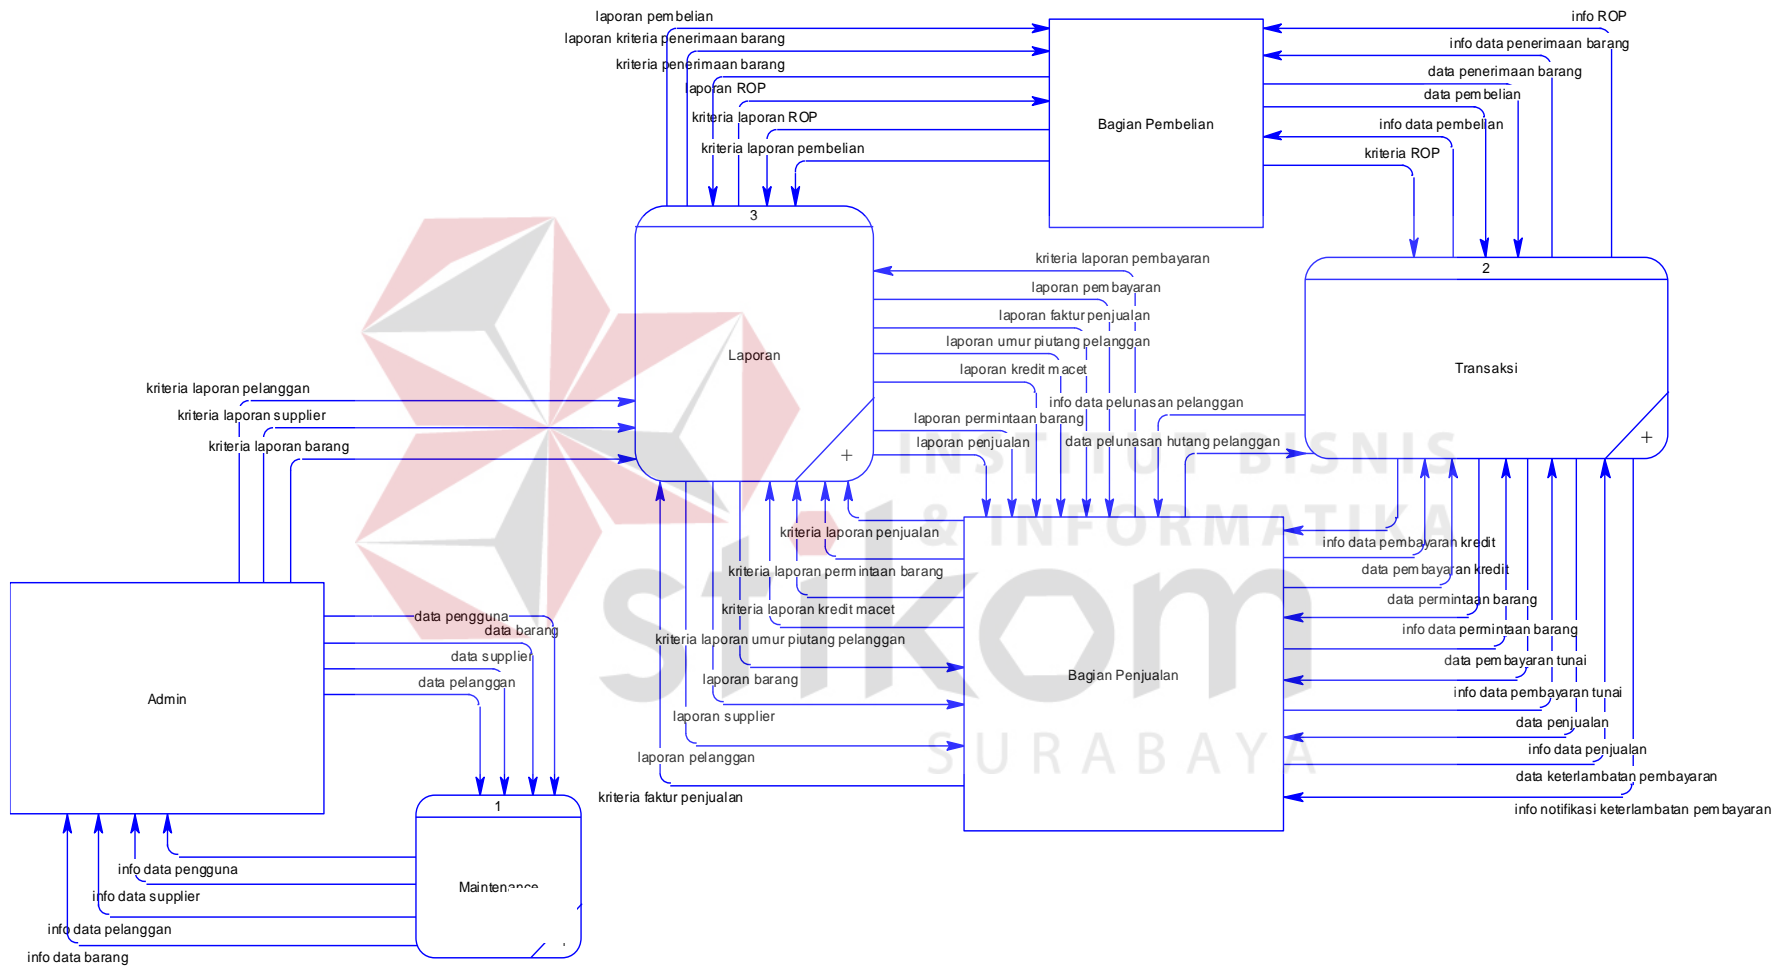 laporan pembelian
laporan kriteria penerimaan barang
kriteria penerimaan barang
laporan ROP
kriteria laporan ROP
kriteria laporan pembelian
Bagian Pembelian
info ROP
info data penerimaan barang
data penerimaan barang
data pembelian
info data pembelian
kriteria ROP
3
Laporan
+
2
Transaksi
+
kriteria laporan pembayaran
laporan pembayaran
laporan faktur penjualan
laporan umur piutang pelanggan
laporan kredit macet
info data pelunasan pelanggan
laporan permintaan barang
laporan penjualan
data pelunasan hutang pelanggan
kriteria laporan pelanggan
kriteria laporan supplier
kriteria laporan barang
INSTITUT BISNIS
& INFORMATIKA
stikom
SURABAYA
kriteria laporan penjualan
kriteria laporan permintaan barang
kriteria laporan kredit macet
kriteria laporan umur piutang pelanggan
laporan barang
laporan supplier
laporan pelanggan
kriteria faktur penjualan
Bagian Penjualan
info data pembayaran kredit
data pembayaran kredit
data permintaan barang
info data permintaan barang
data pembayaran tunai
info data pembayaran tunai
data penjualan
info data penjualan
data keterlambatan pembayaran
info notifikasi keterlambatan pembayaran
Admin
data pengguna
data barang
data supplier
data pelanggan
1
Maintenance
info data pengguna
info data supplier
info data pelanggan
info data barang